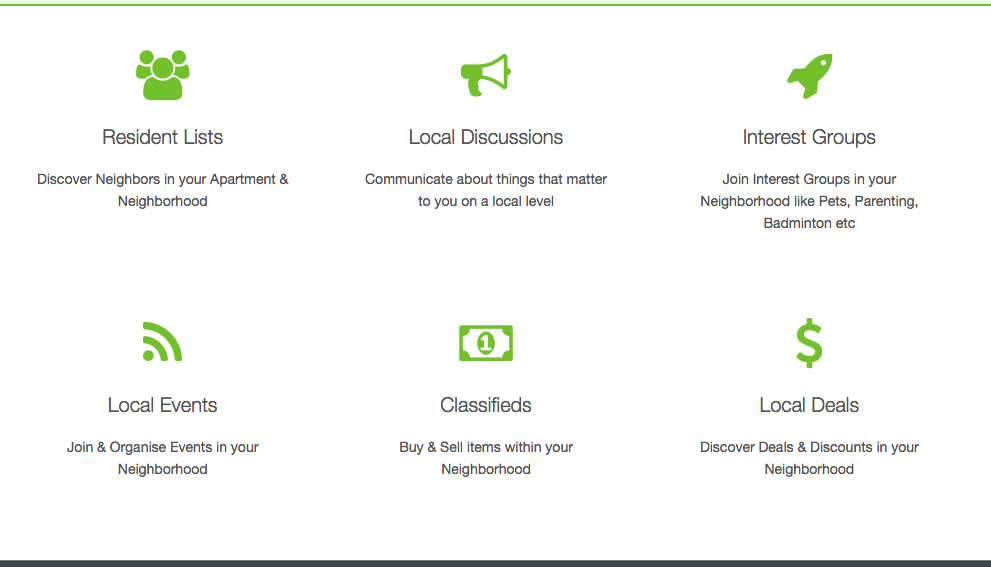 Resident Lists
Discover Neighbors in your Apartment &
Neighborhood
Local Discussions
Communicate about things that matter
to you on a local level
Interest Groups
Join Interest Groups in your
Neighborhood like Pets, Parenting,
Badminton etc
Local Events
Join & Organise Events in your
Neighborhood
1
Classifieds
Buy & Sell items within your
Neighborhood
$
Local Deals
Discover Deals & Discounts in your
Neighborhood